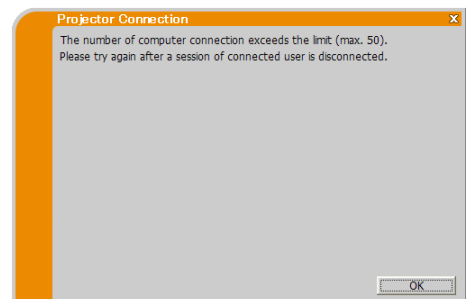 Projector Connection x
The number of computer connection exceeds the limit (max. 50).
Please try again after a session of connected user is disconnected.
OK